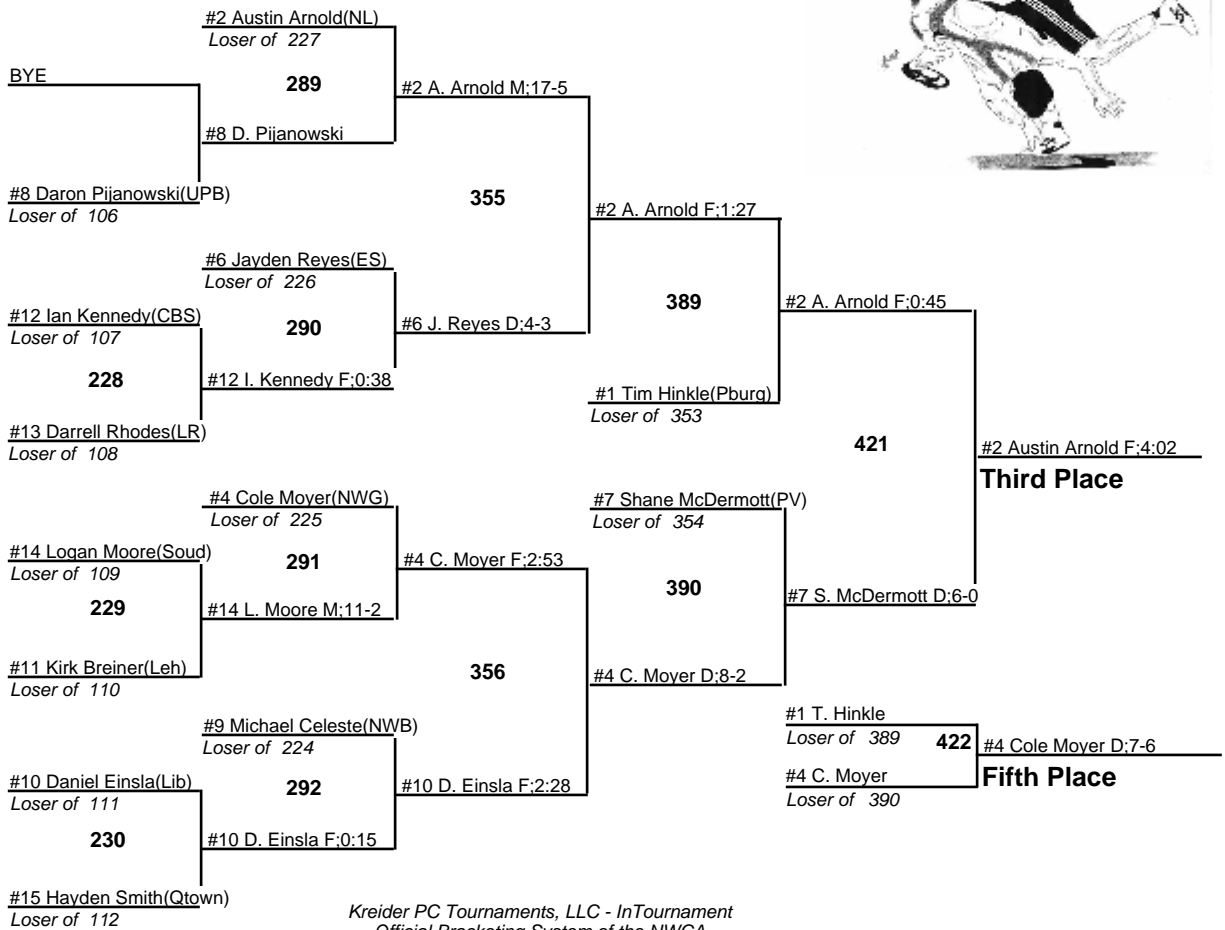 #2 Austin Arnold(NL)
Loser of 227
BYE
289
#2 A. Arnold M;17-5
#8 D. Pijanowski
#8 Daron Pijanowski(UPB)
Loser of 106
355
#2 A. Arnold F;1:27
#6 Jayden Reyes(ES)
Loser of 226
#12 Ian Kennedy(CBS)
Loser of 107
290
#6 J. Reyes D;4-3
389
#2 A. Arnold F;0:45
228
#12 I. Kennedy F;0:38
#1 Tim Hinkle(Pburg)
Loser of 353
#13 Darrell Rhodes(LR)
Loser of 108
421
#2 Austin Arnold F;4:02
Third Place
#4 Cole Moyer(NWG)
Loser of 225
#7 Shane McDermott(PV)
Loser of 354
#14 Logan Moore(Soud)
Loser of 109
291
#4 C. Moyer F;2:53
390
229
#14 L. Moore M;11-2
#7 S. McDermott D;6-0
#11 Kirk Breiner(Leh)
Loser of 110
356
#4 C. Moyer D;8-2
#9 Michael Celeste(NWB)
Loser of 224
#1 T. Hinkle
Loser of 389
422
#4 Cole Moyer D;7-6
Fifth Place
#10 Daniel Einsla(Lib)
Loser of 111
292
#10 D. Einsla F;2:28
#4 C. Moyer
Loser of 390
230
#10 D. Einsla F;0:15
#15 Hayden Smith(Qtown)
Loser of 112
Kreider PC Tournaments, LLC - InTournament
Official Bracketing System of the NWCA